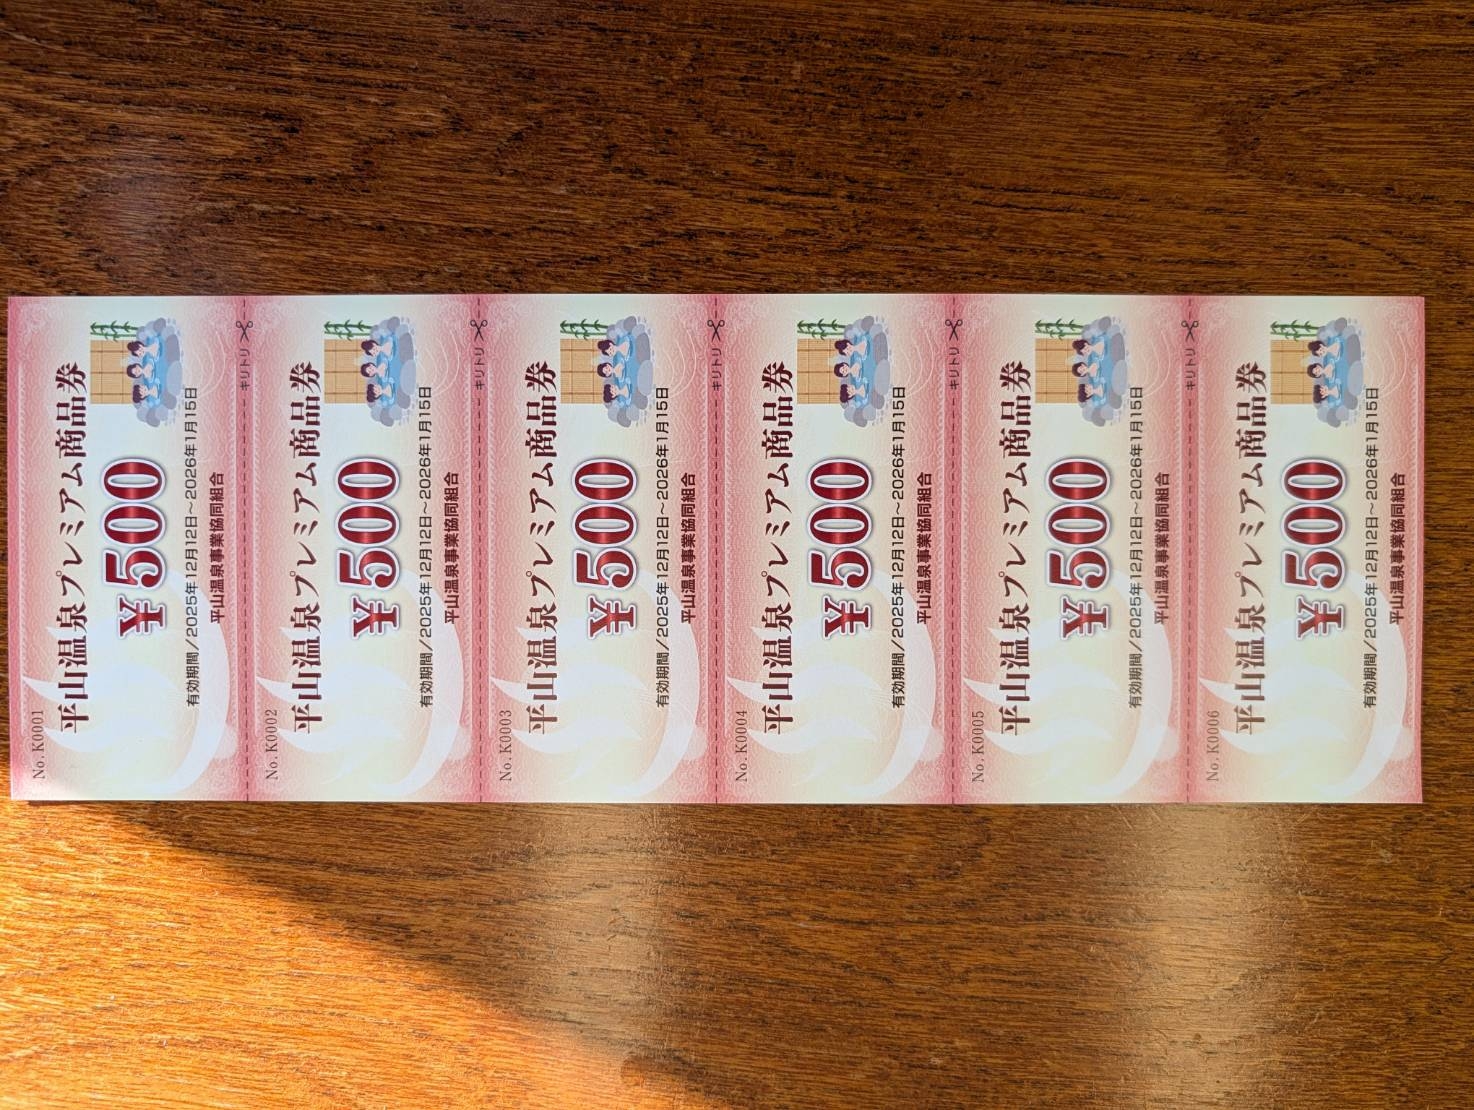 No. K0001
平山温泉プレミアム商品券
¥500
有効期間/2025年12月12日~2026年1月15日
平山温泉事業協同組合
キリトリ
No. K0002
平山温泉プレミアム商品券
¥500
有効期間/2025年12月12日~2026年1月15日
平山温泉事業協同組合
キリトリ
No. K0003
平山温泉プレミアム商品券
¥500
有効期間/2025年12月12日~2026年1月15日
平山温泉事業協同組合
キリトリ
No. K0004
平山温泉プレミアム商品券
¥500
有効期間/2025年12月12日~2026年1月15日
平山温泉事業協同組合
キリトリ
No. K0005
平山温泉プレミアム商品券
¥500
有効期間/2025年12月12日~2026年1月15日
平山温泉事業協同組合
キリトリ
No. K0006
平山温泉プレミアム商品券
¥500
有効期間/2025年12月12日~2026年1月15日
平山温泉事業協同組合